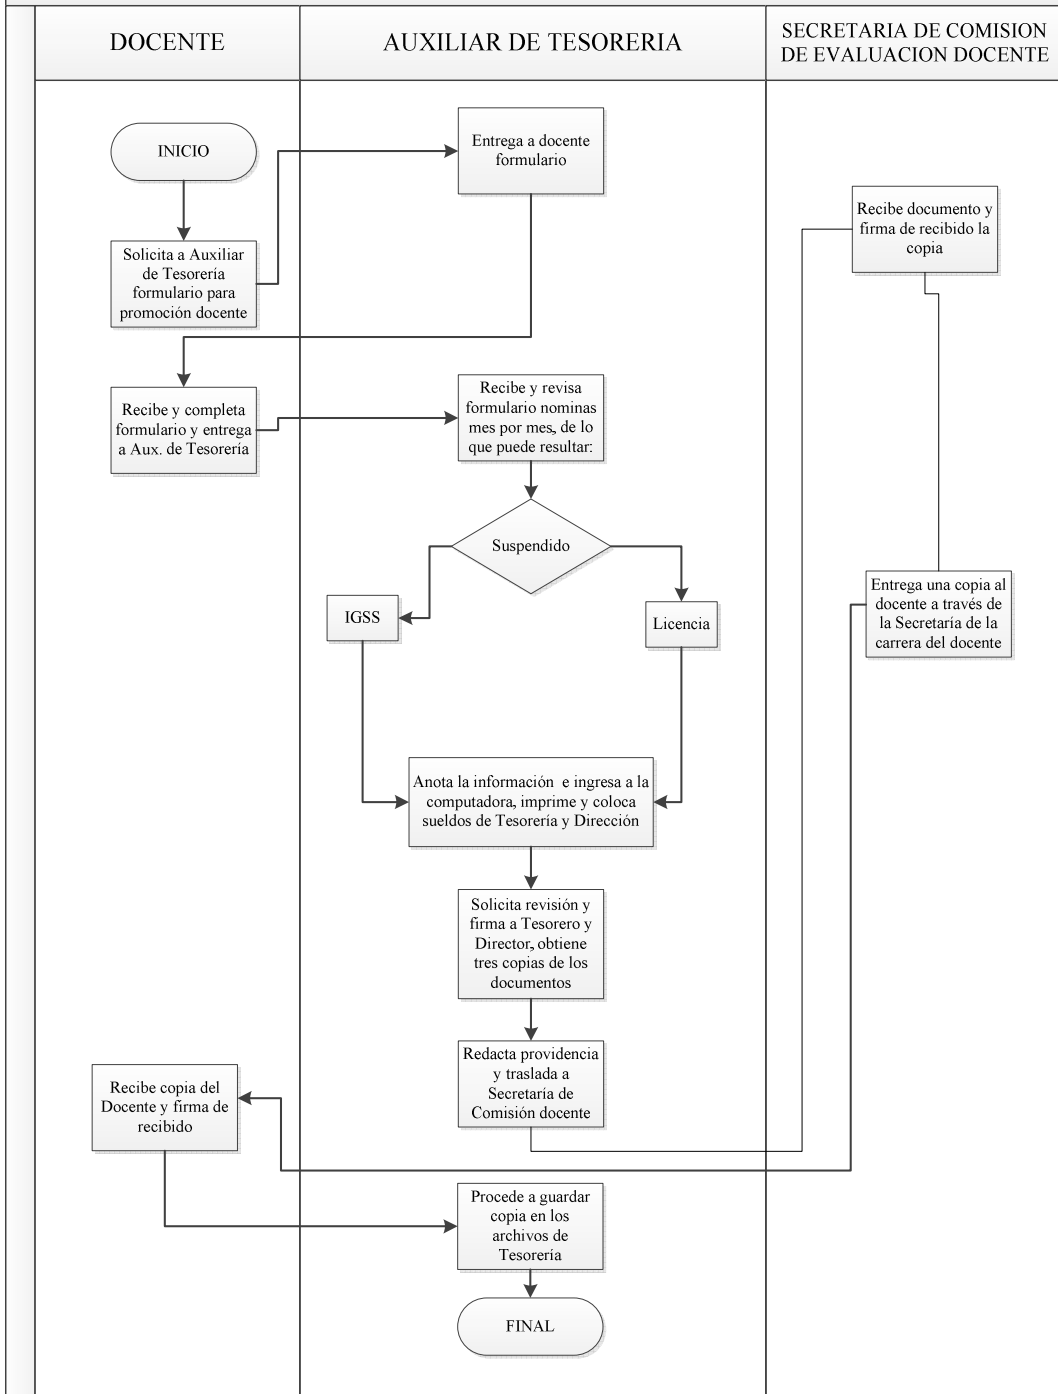 DOCENTE
AUXILIAR DE TESORERIA
SECRETARIA DE COMISION
DE EVALUACION DOCENTE
INICIO
Entrega a docente
formulario
Recibe documento y
firma de recibido la
copia
Solicita a Auxiliar
de Tesorería
formulario para
promoción docente
Recibe y completa
formulario y entrega
a Aux. de Tesorería
Recibe y revisa
formulario nominas
mes por mes, de lo
que puede resultar:
Suspendido
IGSS
Licencia
Entrega una copia al
docente a través de
la Secretaría de la
carrera del docente
Anota la información e ingresa a la
computadora, imprime y coloca
sueldos de Tesorería y Dirección
Solicita revisión y
firma a Tesorero y
Director, obtiene
tres copias de los
documentos
Redacta providencia
y traslada a
Secretaría de
Comisión docente
Recibe copia del
Docente y firma de
recibido
Procede a guardar
copia en los
archivos de
Tesorería
FINAL